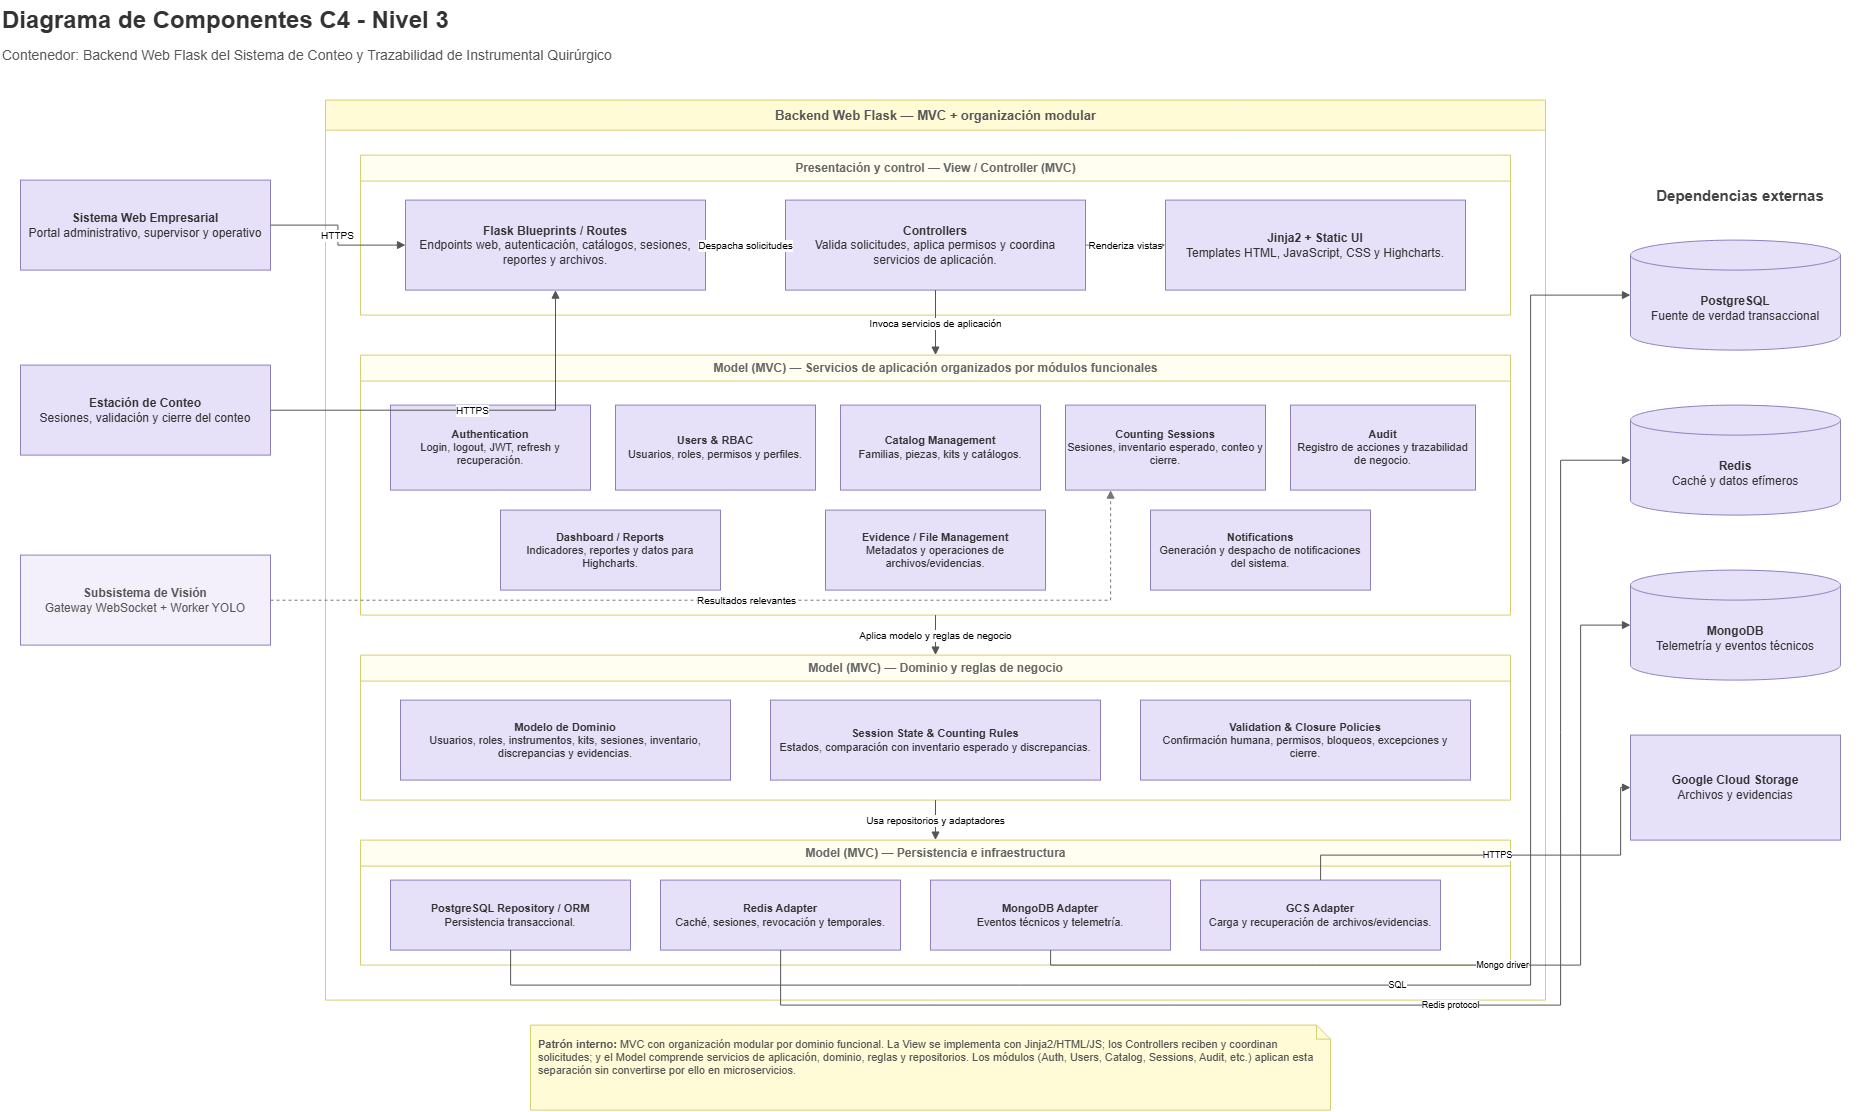 Diagrama de Componentes C4 - Nivel 3
Contenedor: Backend Web Flask del Sistema de Conteo y Trazabilidad de Instrumental Quirúrgico
Backend Web Flask — MVC + organización modular
Presentación y control — View / Controller (MVC)
Sistema Web Empresarial
Portal administrativo, supervisor y operativo
HTTPS
Flask Blueprints / Routes
Endpoints web, autenticación, catálogos, sesiones,
reportes y archivos.
Despacha solicitudes
Controllers
Valida solicitudes, aplica permisos y coordina
servicios de aplicación.
Renderiza vistas
Jinja2 + Static UI
Templates HTML, JavaScript, CSS y Highcharts.
Invoca servicios de aplicación
Model (MVC) — Servicios de aplicación organizados por módulos funcionales
Estación de Conteo
Sesiones, validación y cierre del conteo
HTTPS
Authentication
Login, logout, JWT, refresh y
recuperación.
Users & RBAC
Usuarios, roles, permisos y perfiles.
Catalog Management
Familias, piezas, kits y catálogos.
Counting Sessions
Sesiones, inventario esperado, conteo y
cierre.
Audit
Registro de acciones y trazabilidad
de negocio.
Dashboard / Reports
Indicadores, reportes y datos para
Highcharts.
Evidence / File Management
Metadatos y operaciones de
archivos/evidencias.
Notifications
Generación y despacho de notificaciones
del sistema.
Subsistema de Visión
Gateway WebSocket + Worker YOLO
Resultados relevantes
Aplica modelo y reglas de negocio
Model (MVC) — Dominio y reglas de negocio
Modelo de Dominio
Usuarios, roles, instrumentos, kits, sesiones, inventario,
discrepancias y evidencias.
Session State & Counting Rules
Estados, comparación con inventario esperado y discrepancias.
Validation & Closure Policies
Confirmación humana, permisos, bloqueos, excepciones y
cierre.
Usa repositorios y adaptadores
Model (MVC) — Persistencia e infraestructura
HTTPS
PostgreSQL Repository / ORM
Persistencia transaccional.
Redis Adapter
Caché, sesiones, revocación y temporales.
MongoDB Adapter
Eventos técnicos y telemetría.
GCS Adapter
Carga y recuperación de archivos/evidencias.
Mongo driver
SQL
Redis protocol
Dependencias externas
PostgreSQL
Fuente de verdad transaccional
Redis
Caché y datos efímeros
MongoDB
Telemetría y eventos técnicos
Google Cloud Storage
Archivos y evidencias
Patrón interno: MVC con organización modular por dominio funcional. La View se implementa con Jinja2/HTML/JS; los Controllers reciben y coordinan
solicitudes; y el Model comprende servicios de aplicación, dominio, reglas y repositorios. Los módulos (Auth, Users, Catalog, Sessions, Audit, etc.) aplican esta
separación sin convertirse por ello en microservicios.